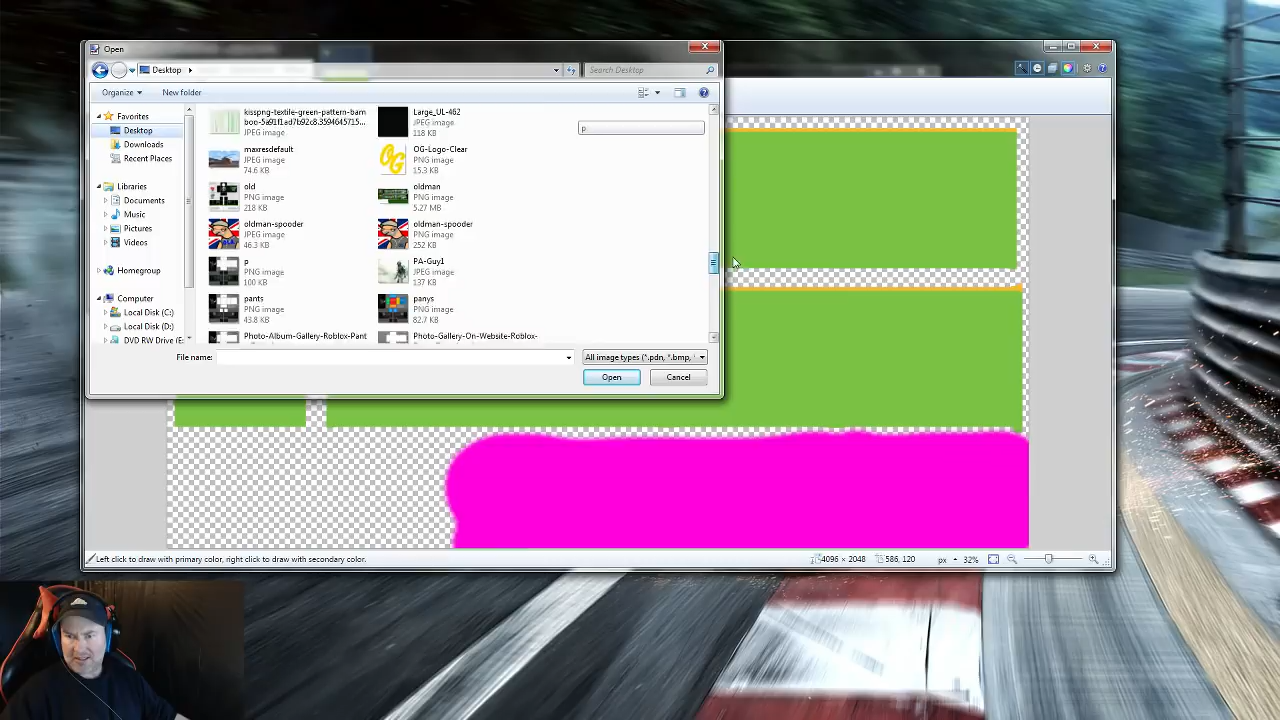 Open
Desktop
Search Desktop
Organize
New folder
Favorites
Desktop
Downloads
Recent Places
Libraries
Documents
Music
Pictures
Videos
Homegroup
Computer
Local Disk (C:)
Local Disk (D:)
DVD RW Drive (E:
kisspng-textile-green-pattern-bam
JPEG image
Large_UL-462
JPEG image
118 KB
maxresdefault
JPEG image
74.6 KB
OG-Logo-Clear
PNG image
15.3 KB
old
PNG image
218 KB
oldman
PNG image
5.27 MB
oldman-spooder
JPEG image
46.3 KB
oldman-spooder
PNG image
252 KB
p
PNG image
100 KB
PA-Guy1
JPEG image
137 KB
pants
PNG image
43.8 KB
panys
PNG image
82.7 KB
Photo-Album-Gallery-Roblox-Pant
Photo-Gallery-On-Website-Roblox-
p
File name:
All image types (*.pdn, *.bmp,
Open
Cancel
Left click to draw with primary color, right click to draw with secondary color.
4096 × 2048
586, 120
px
32%